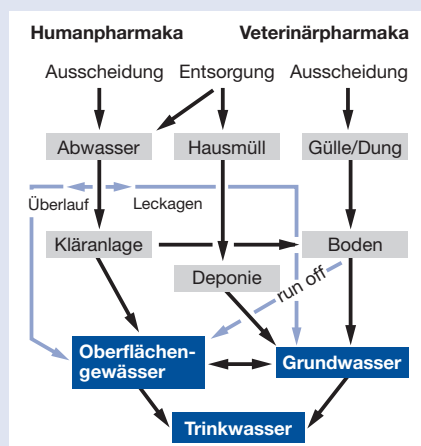 Humanpharmaka Veterinärpharmaka
Ausscheidung Entsorgung Ausscheidung
Abwasser Hausmüll Gülle/Dung
Überlauf Leckagen
Kläranlage Boden
Deponie run off
Oberflächen-
gewässer
Grundwasser
Trinkwasser